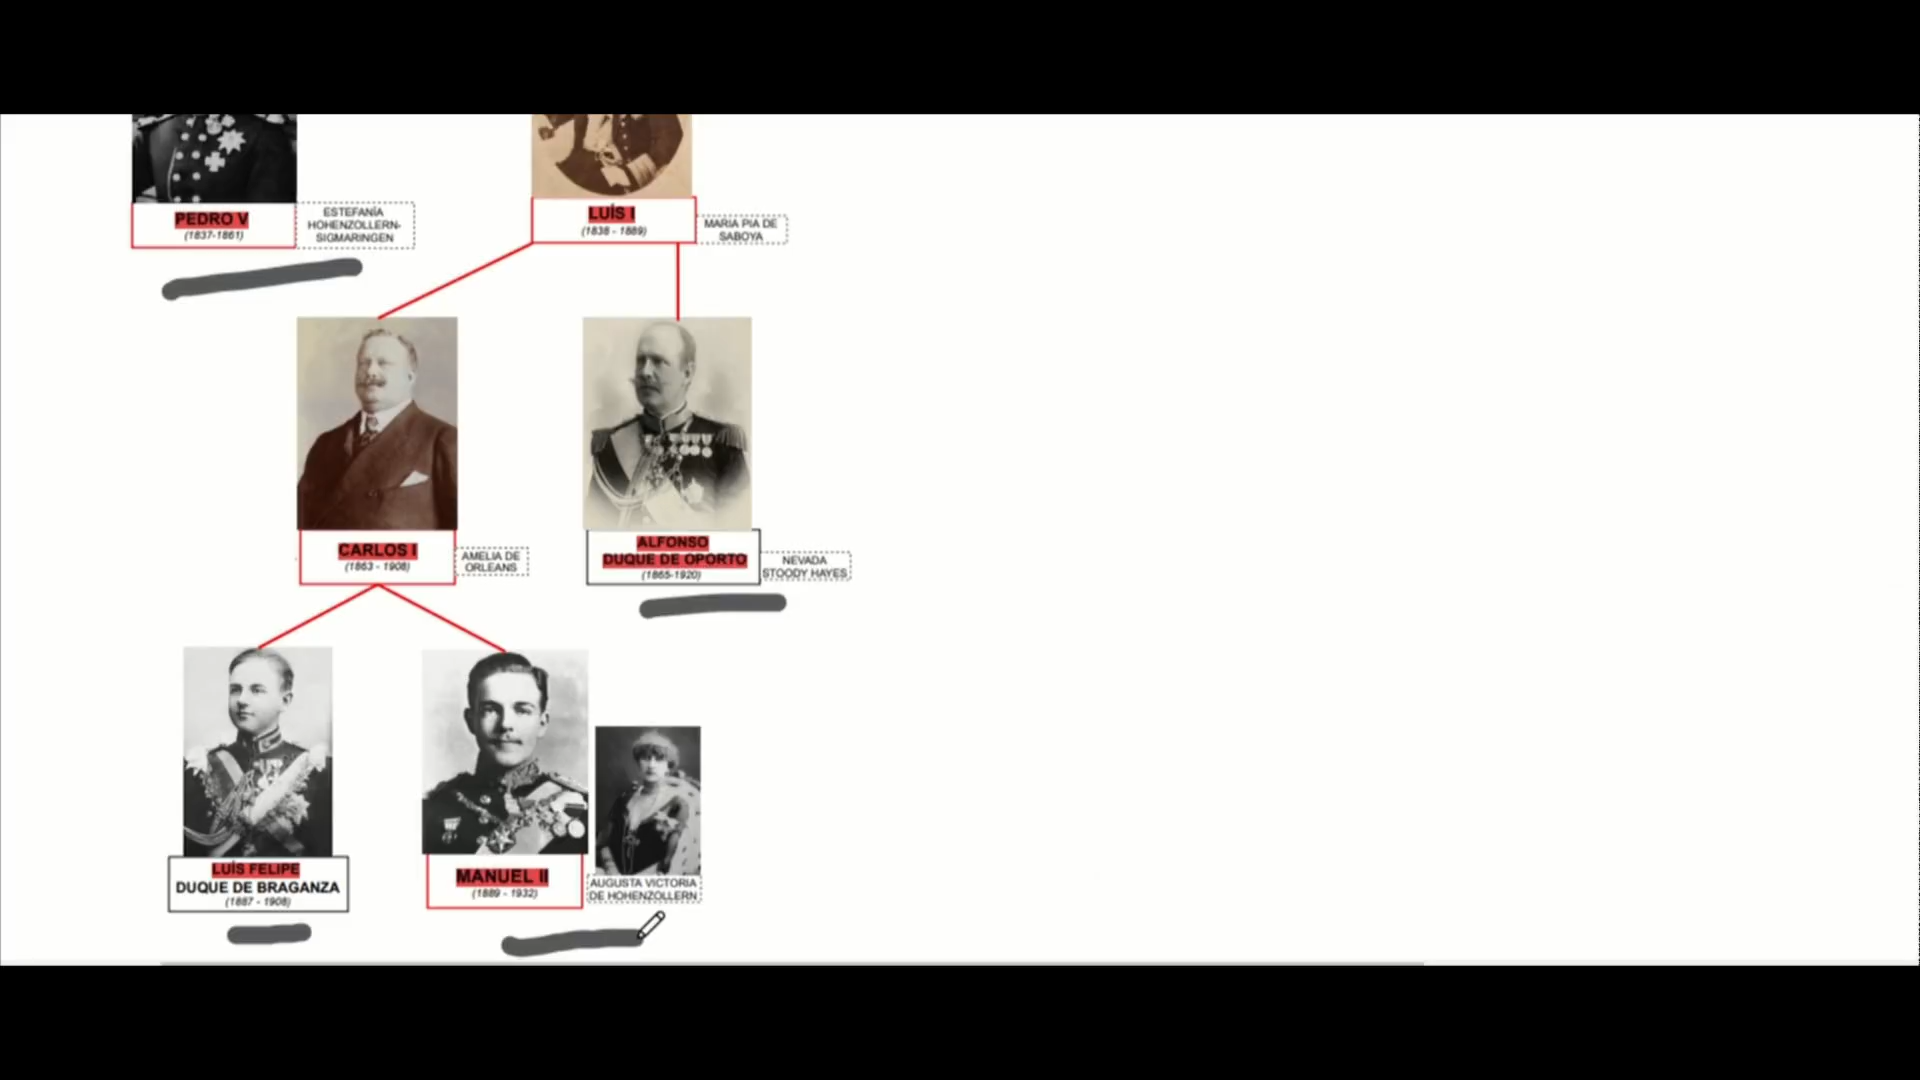 PEDRO V
(1837-1861)
ESTEFANÍA
HOHENZOLLERN-
SIGMARINGEN
LUÍS I
(1838 - 1889)
MARIA PIA DE
SABOYA
CARLOS I
(1863 - 1908)
AMELIA DE
ORLEANS
ALFONSO
DUQUE DE OPORTO
(1865-1920)
NEVADA
STOODY HAYES
LUÍS FELIPE
DUQUE DE BRAGANZA
(1887 - 1908)
MANUEL II
(1889 - 1932)
AUGUSTA VICTORIA
DE HOHENZOLLERN